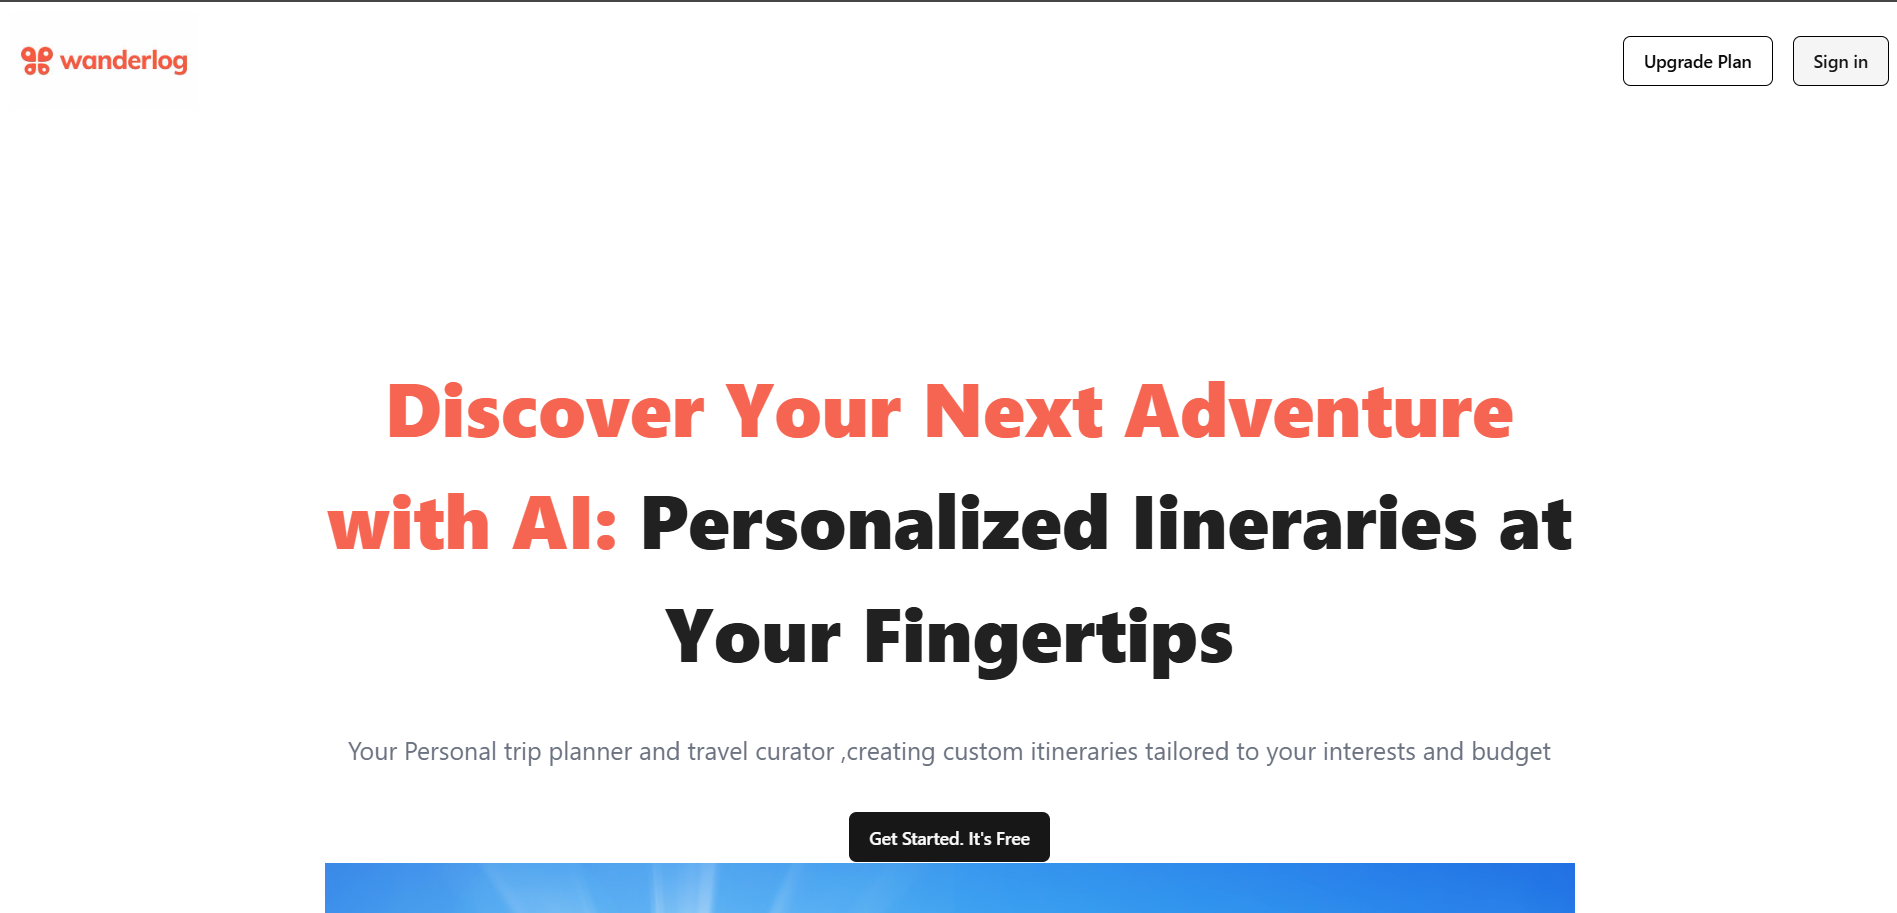 wanderlog
Upgrade Plan
Sign in
Discover Your Next Adventure
with AI: Personalized Iineraries at
Your Fingertips
Your Personal trip planner and travel curator ,creating custom itineraries tailored to your interests and budget
Get Started. It's Free